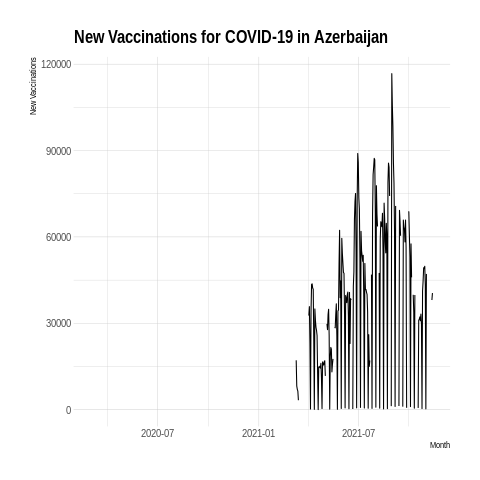 New Vaccinations for COVID-19 in Azerbaijan
New Vaccinations
120000
90000
60000
30000
0
2020-07 2021-01 2021-07
Month